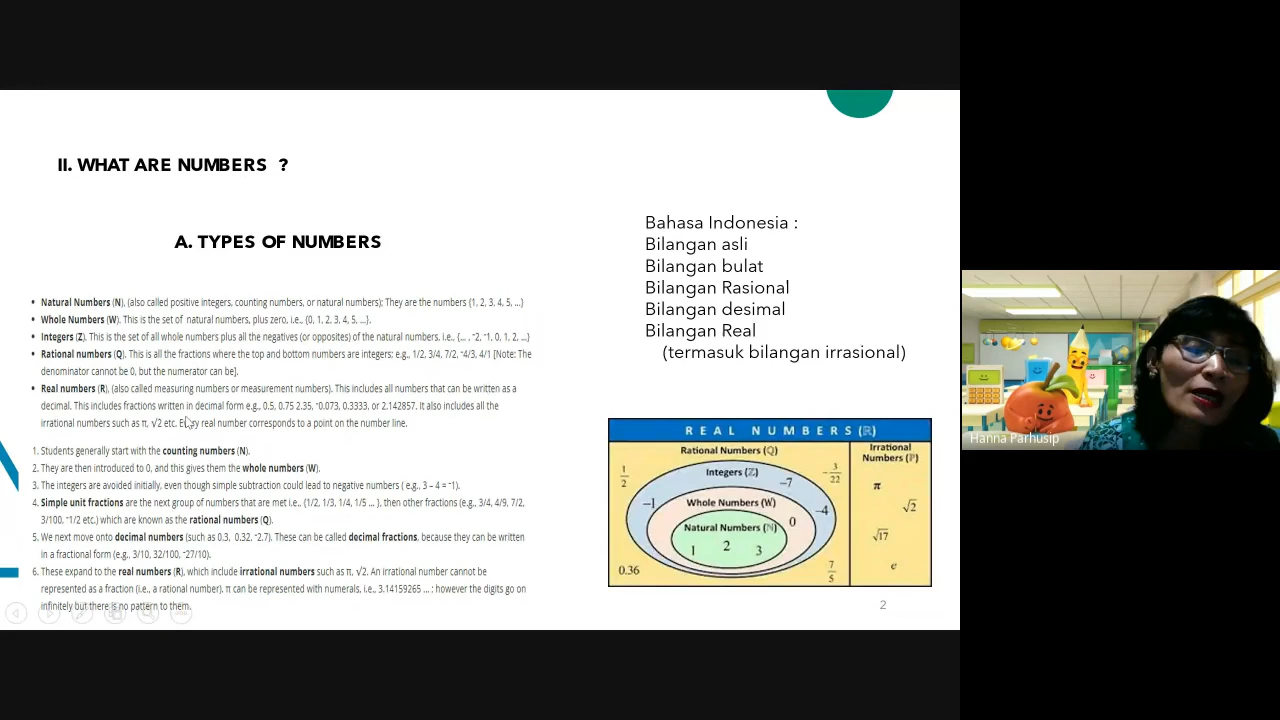 II. WHAT ARE NUMBERS ?
A. TYPES OF NUMBERS
• Natural Numbers (N), (also called positive integers, counting numbers, or natural numbers); They are the numbers {1, 2, 3, 4, 5, ...}
• Whole Numbers (W). This is the set of natural numbers, plus zero, i.e., {0, 1, 2, 3, 4, 5, ...}.
• Integers (Z). This is the set of all whole numbers plus all the negatives (or opposites) of the natural numbers, i.e., {... , ⁻2, ⁻1, 0, 1, 2, ...}
• Rational numbers (Q). This is all the fractions where the top and bottom numbers are integers; e.g., 1/2, 3/4, 7/2, ⁻4/3, 4/1 [Note: The
denominator cannot be 0, but the numerator can be].
• Real numbers (R), (also called measuring numbers or measurement numbers). This includes all numbers that can be written as a
decimal. This includes fractions written in decimal form e.g., 0.5, 0.75 2.35, ⁻0.073, 0.3333, or 2.142857. It also includes all the
irrational numbers such as π, √2 etc. Every real number corresponds to a point on the number line.
1. Students generally start with the counting numbers (N).
2. They are then introduced to 0, and this gives them the whole numbers (W).
3. The integers are avoided initially, even though simple subtraction could lead to negative numbers ( e.g., 3 – 4 = ⁻1).
4. Simple unit fractions are the next group of numbers that are met i.e., {1/2, 1/3, 1/4, 1/5 ... }, then other fractions (e.g., 3/4, 4/9, 7/2,
3/100, ⁻1/2 etc.) which are known as the rational numbers (Q).
5. We next move onto decimal numbers (such as 0.3, 0.32, ⁻2.7). These can be called decimal fractions, because they can be written
in a fractional form (e.g., 3/10, 32/100, ⁻27/10).
6. These expand to the real numbers (R), which include irrational numbers such as π, √2. An irrational number cannot be
represented as a fraction (i.e., a rational number). π can be represented with numerals, i.e., 3.14159265 ... ; however the digits go on
infinitely but there is no pattern to them.
Bahasa Indonesia :
Bilangan asli
Bilangan bulat
Bilangan Rasional
Bilangan desimal
Bilangan Real
(termasuk bilangan irrasional)
REAL NUMBERS (ℝ)
Rational Numbers (ℚ)
Irrational
Numbers (ℙ)
Integers (ℤ)
1/2
-7
-3/22
π
-1
Whole Numbers (𝕎)
-4
√2
Natural Numbers (ℕ)
0
√17
1 2 3
0.36
7/5
e
2
Hanna Parhusip